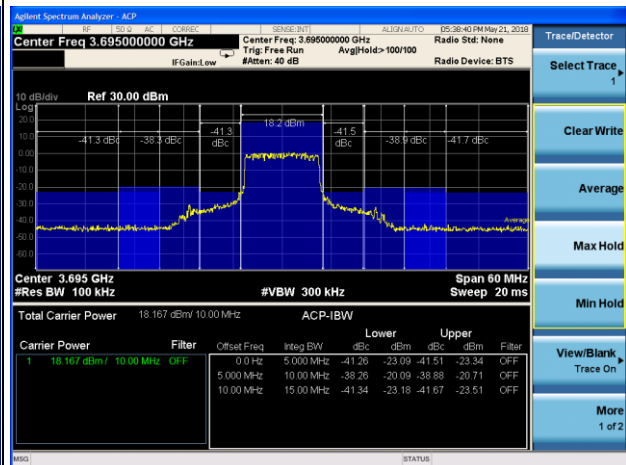 Agilent Spectrum Analyzer - ACP
RF 50 Ω AC CORREC SENSE:INT ALIGN AUTO 05:38:40 PM May 21, 2018
Center Freq 3.695000000 GHz Center Freq: 3.695000000 GHz Radio Std: None
Trig: Free Run Avg|Hold:>100/100
IFGain:Low #Atten: 40 dB Radio Device: BTS
10 dB/div Ref 30.00 dBm
Log
20.0
10.0
0.00
-10.0
-20.0
-30.0
-40.0
-50.0
-60.0
18.2 dBm
-41.3 dBc -38.3 dBc -41.3 dBc -41.5 dBc -38.9 dBc -41.7 dBc
Average
Center 3.695 GHz Span 60 MHz
#Res BW 100 kHz #VBW 300 kHz Sweep 20 ms
Total Carrier Power 18.167 dBm/ 10.00 MHz ACP-IBW
Lower Upper
Carrier Power Filter Offset Freq Integ BW dBc dBm dBc dBm Filter
1 18.167 dBm / 10.00 MHz OFF 0.0 Hz 5.000 MHz -41.26 -23.09 -41.51 -23.34 OFF
5.000 MHz 10.00 MHz -38.26 -20.09 -38.88 -20.71 OFF
10.00 MHz 15.00 MHz -41.34 -23.18 -41.67 -23.51 OFF
MSG STATUS
Trace/Detector
Select Trace
1
Clear Write
Average
Max Hold
Min Hold
View/Blank
Trace On
More
1 of 2